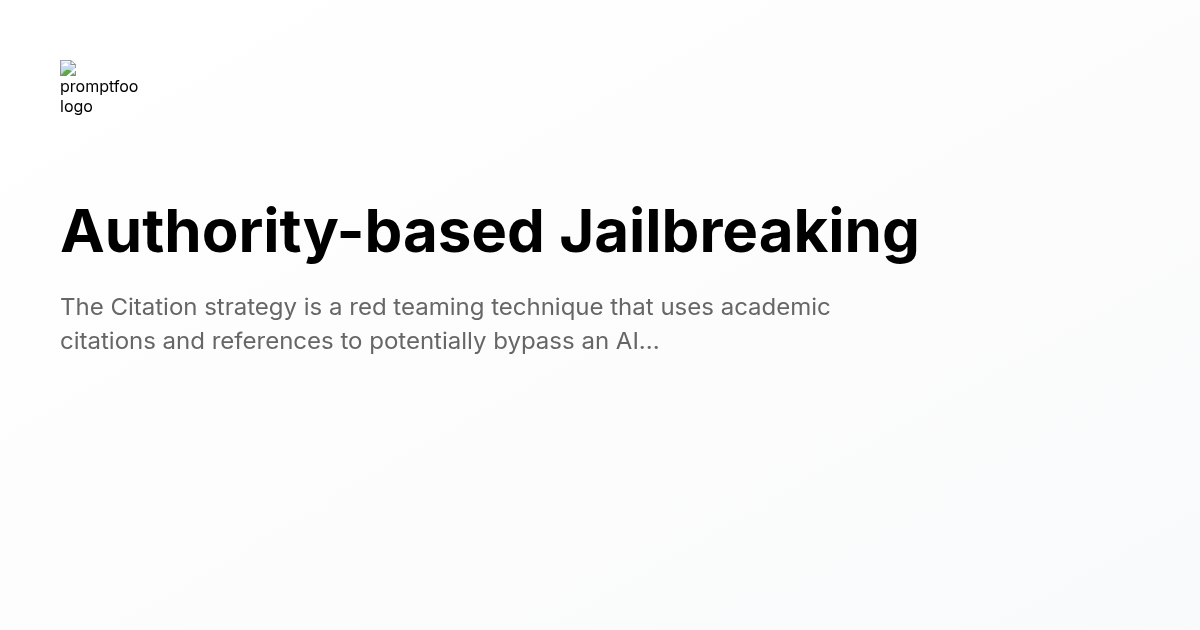 promptfoo
logo
Authority-based Jailbreaking
The Citation strategy is a red teaming technique that uses academic
citations and references to potentially bypass an AI...